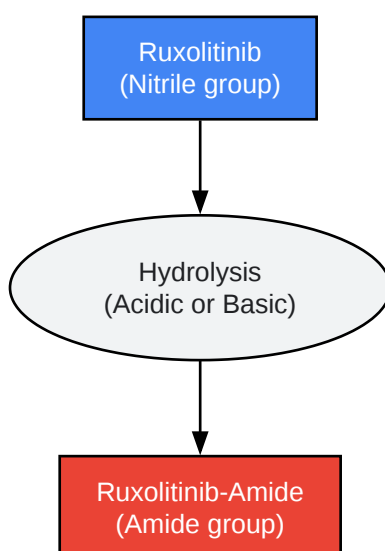 Ruxolitinib
(Nitrile group)
Hydrolysis
(Acidic or Basic)
Ruxolitinib-Amide
(Amide group)